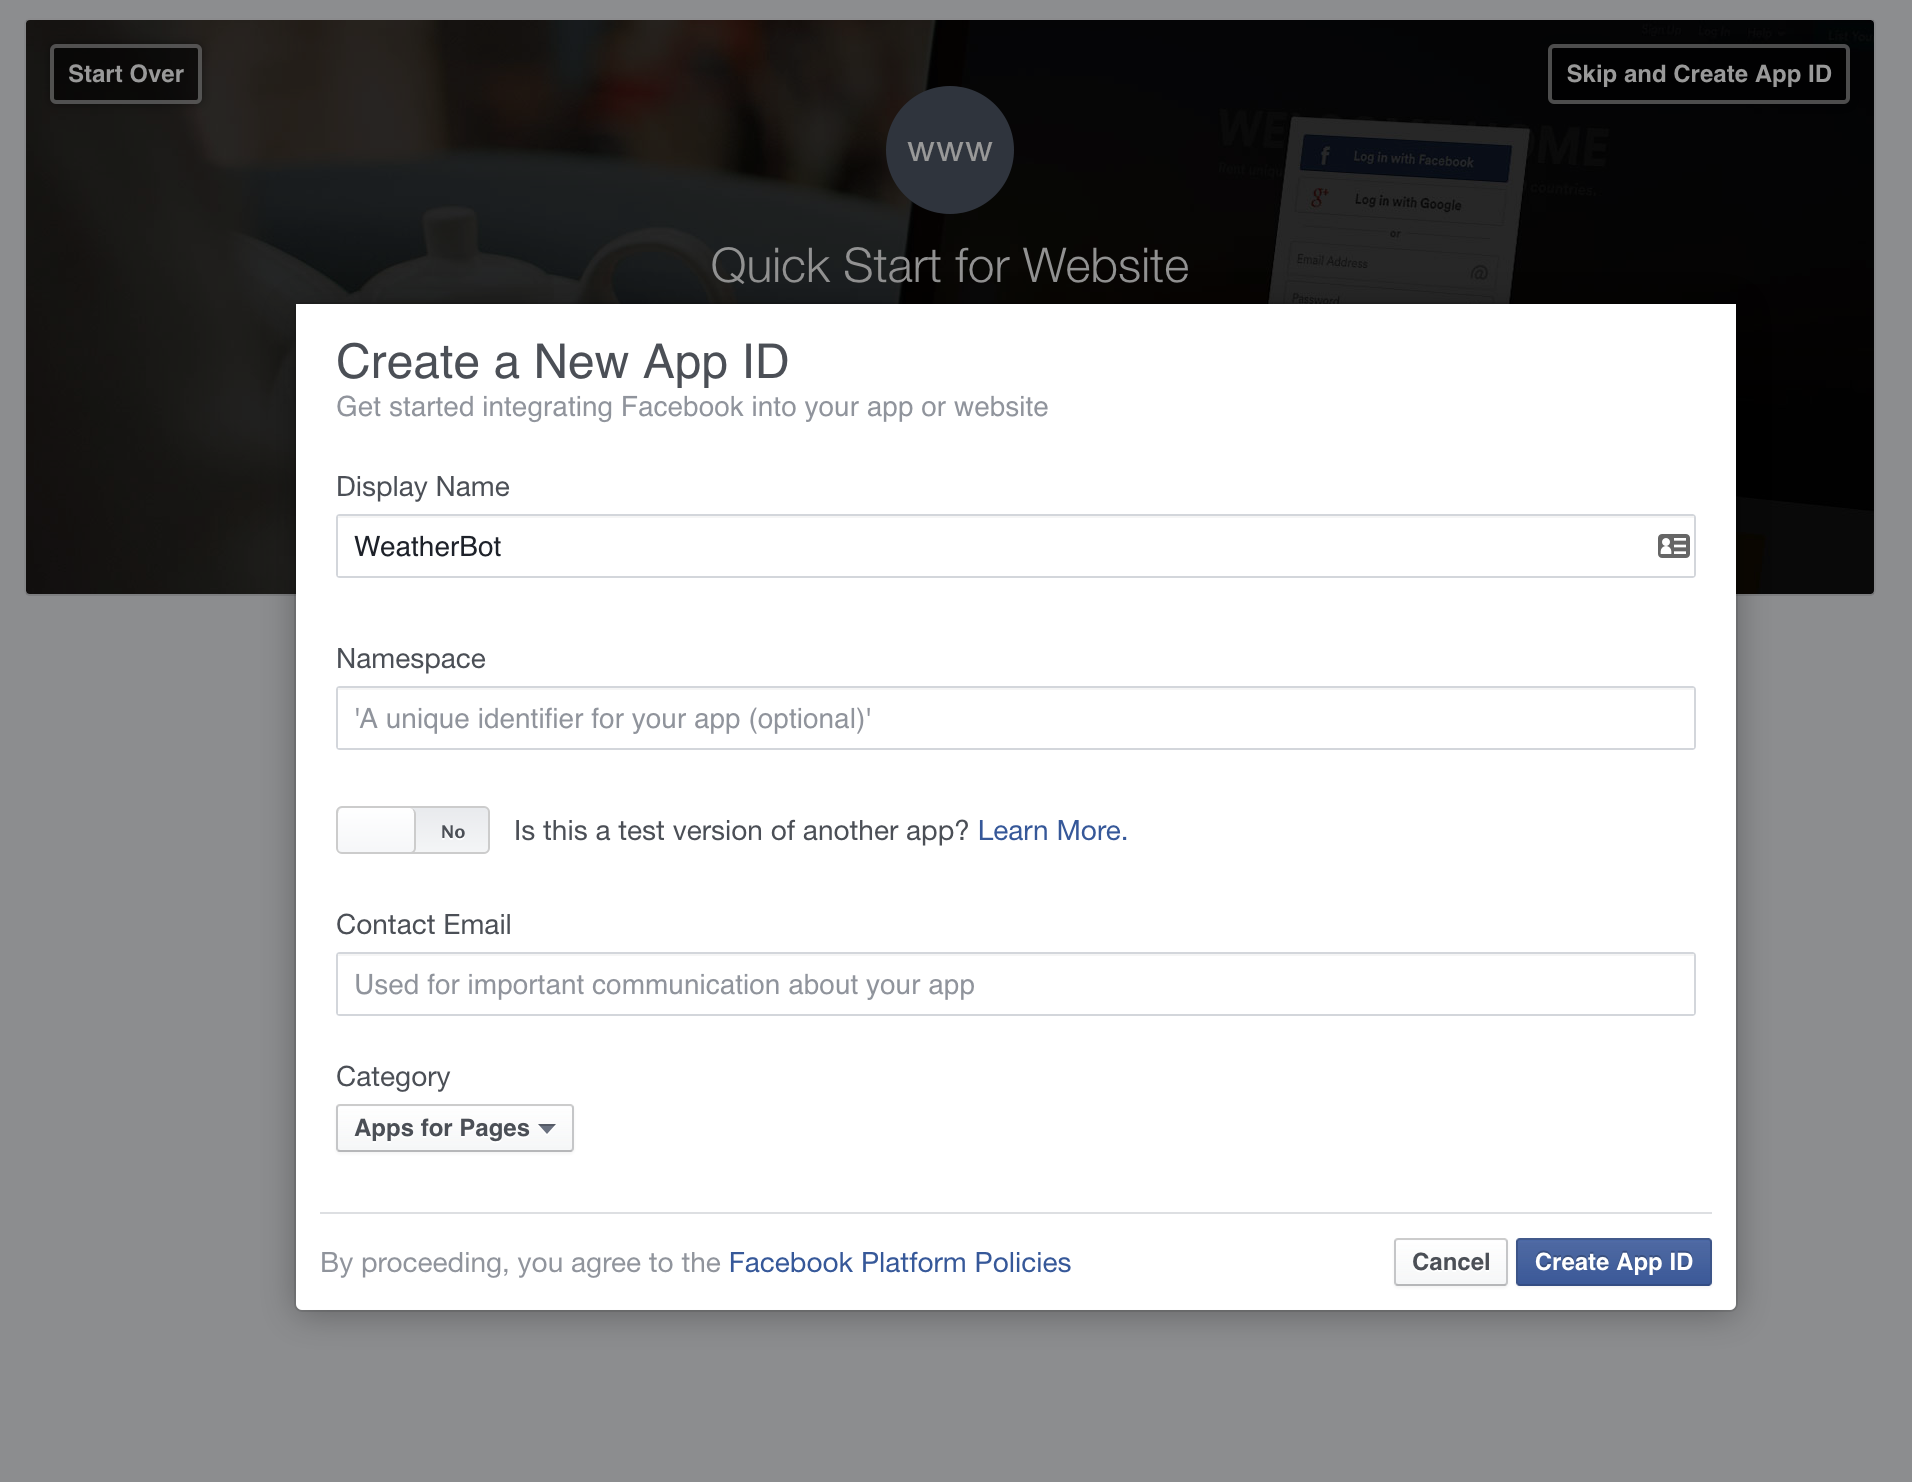 Start Over
Skip and Create App ID
www
Log in with Facebook
Log in with Google
or
Email Address
Password
Quick Start for Website
Create a New App ID
Get started integrating Facebook into your app or website
Display Name
WeatherBot
Namespace
'A unique identifier for your app (optional)'
No Is this a test version of another app? Learn More.
Contact Email
Used for important communication about your app
Category
Apps for Pages
By proceeding, you agree to the Facebook Platform Policies
Cancel Create App ID